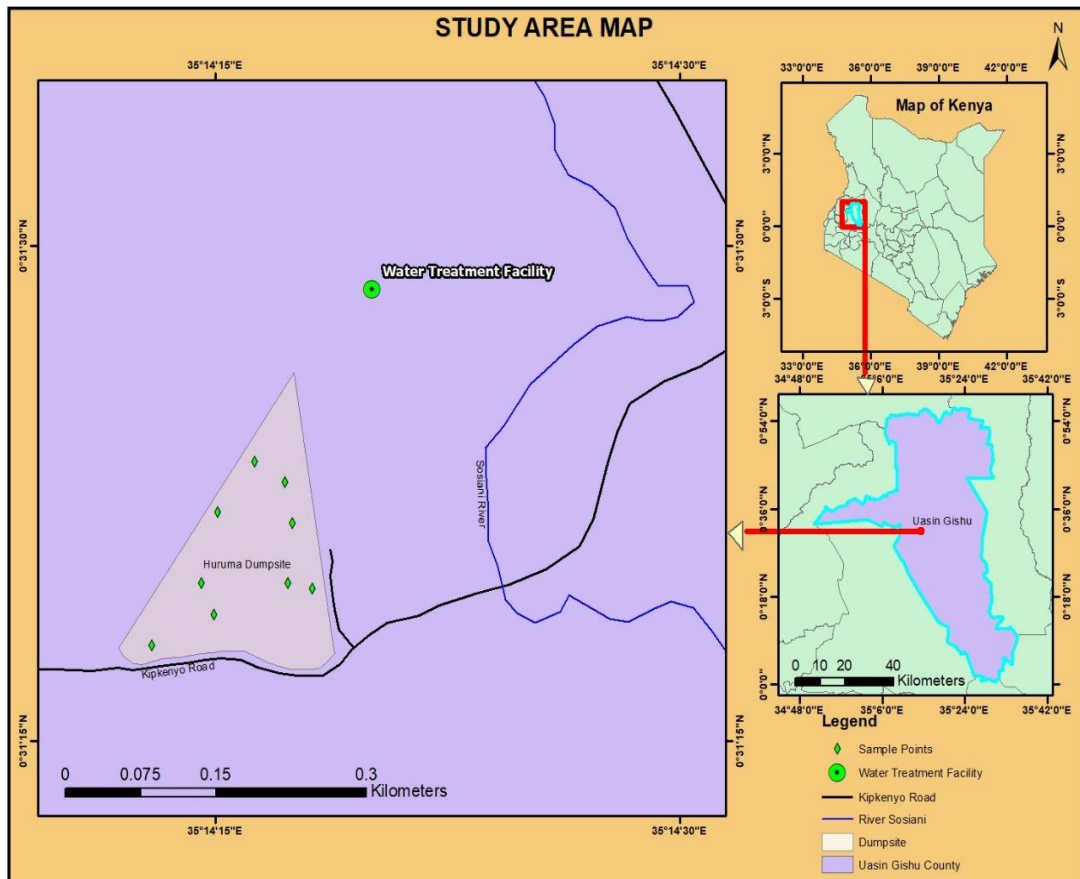 STUDY AREA MAP
N
35°14'15"E
35°14'30"E
0°31'30"N
0°31'30"N
Water Treatment Facility
Sosiani River
Huruma Dumpsite
Kipkenyo Road
0°31'15"N
0°31'15"N
0 0.075 0.15 0.3
Kilometers
35°14'15"E
35°14'30"E
33°0'0"E 36°0'0"E 39°0'0"E 42°0'0"E
Map of Kenya
3°0'0"N
3°0'0"N
0°0'0"
0°0'0"
3°0'0"S
3°0'0"S
33°0'0"E 36°0'0"E 39°0'0"E 42°0'0"E
34°48'0"E 35°6'0"E 35°24'0"E 35°42'0"E
0°54'0"N
0°54'0"N
0°36'0"N
0°36'0"N
Uasin Gishu
0°18'0"N
0°18'0"N
0 10 20 40
Kilometers
0°0'0"
0°0'0"
34°48'0"E 35°6'0"E 35°24'0"E 35°42'0"E
Legend
Sample Points
Water Treatment Facility
Kipkenyo Road
River Sosiani
Dumpsite
Uasin Gishu County